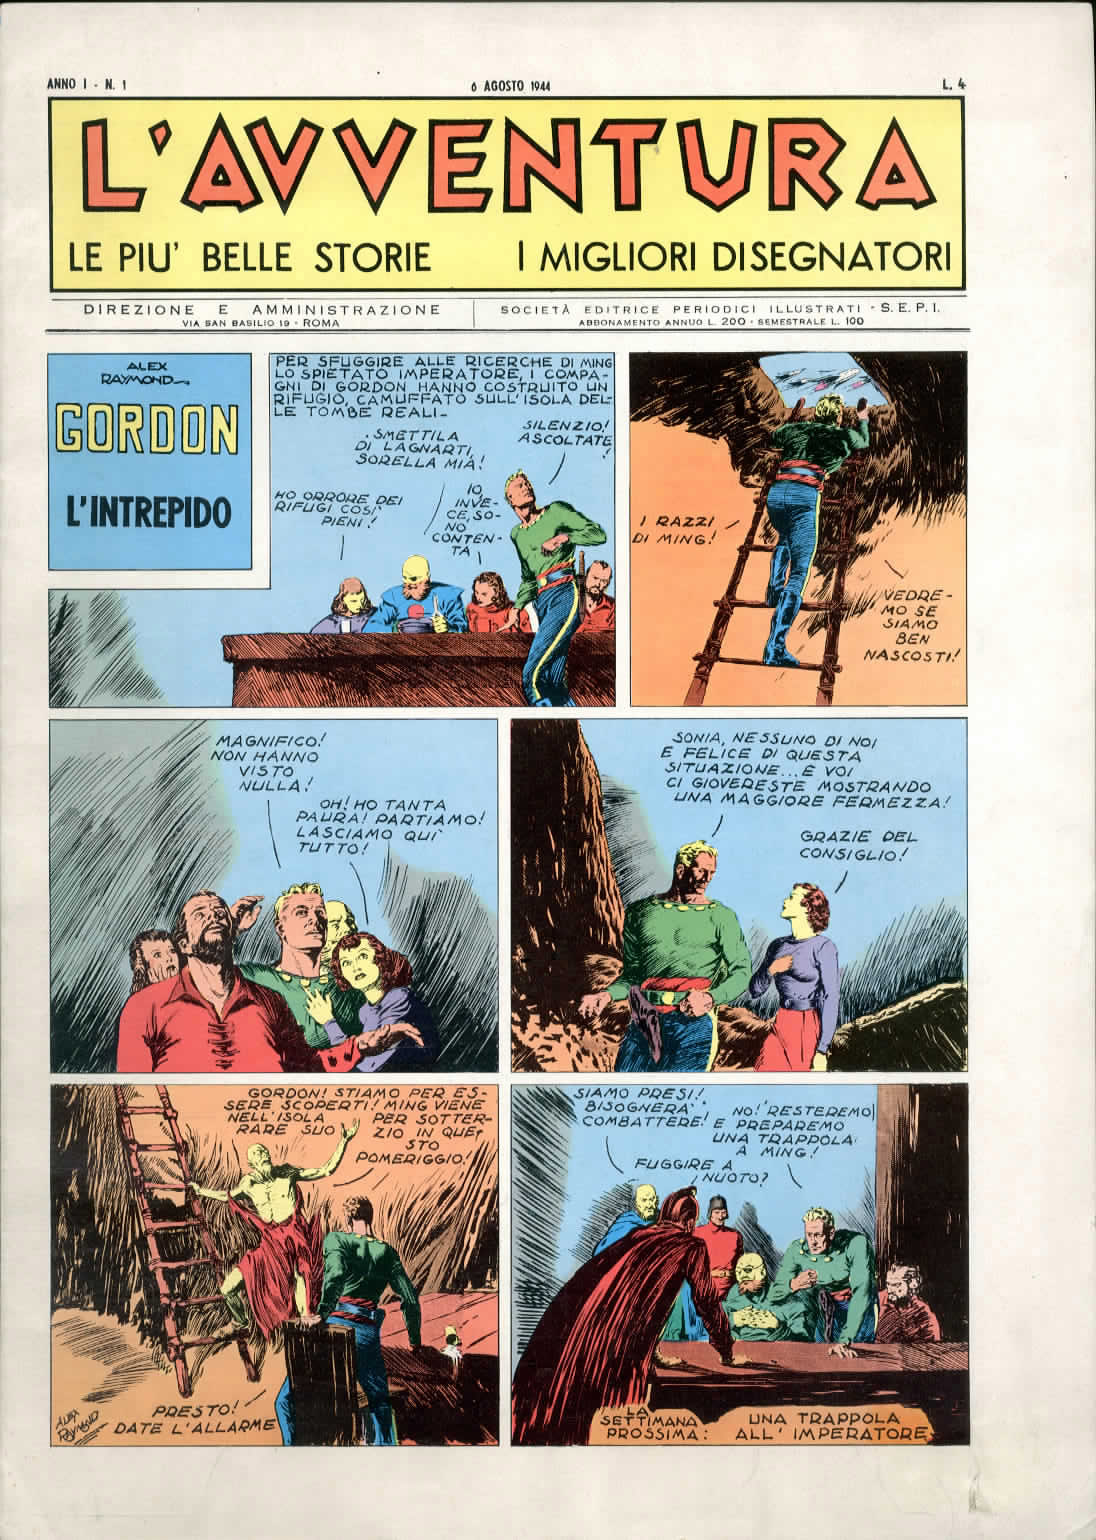 ANNO I - N. 1
6 AGOSTO 1944
L. 4
L'AVVENTURA
LE PIU' BELLE STORIE
I MIGLIORI DISEGNATORI
DIREZIONE E AMMINISTRAZIONE
VIA SAN BASILIO 19 - ROMA
SOCIETÀ EDITRICE PERIODICI ILLUSTRATI - S.E.P.I.
ABBONAMENTO ANNUO L. 200 - SEMESTRALE L. 100
ALEX
RAYMOND
GORDON
L'INTREPIDO
PER SFUGGIRE ALLE RICERCHE DI MING
LO SPIETATO IMPERATORE, I COMPA-
GNI DI GORDON HANNO COSTRUITO UN
RIFUGIO, CAMUFFATO SULL'ISOLA DEL-
LE TOMBE REALI-
HO ORRORE DEI
RIFUGI COSI'
PIENI!
SMETTILA
DI LAGNARTI,
SORELLA MIA!
IO,
INVE-
CE, SO-
NO
CONTEN-
TA
SILENZIO!
ASCOLTATE
!
I RAZZI
DI MING!
VEDRE-
MO SE
SIAMO
BEN
NASCOSTI!
MAGNIFICO!
NON HANNO
VISTO
NULLA!
OH! HO TANTA
PAURA! PARTIAMO!
LASCIAMO QUI'
TUTTO!
SONIA, NESSUNO DI NOI
E FELICE DI QUESTA
SITUAZIONE... E VOI
CI GIOVERESTE MOSTRANDO
UNA MAGGIORE FERMEZZA!
GRAZIE DEL
CONSIGLIO!
GORDON! STIAMO PER ES-
SERE SCOPERTI! MING VIENE
NELL'ISOLA PER SOTTER-
RARE SUO ZIO IN QUE-
STO
POMERIGGIO!
PRESTO!
DATE L'ALLARME
ALEX
RAYMOND
SIAMO PRESI!
BISOGNERA'
COMBATTERE!
NO! RESTEREMO
E PREPAREMO
UNA TRAPPOLA
A MING!
FUGGIRE A
NUOTO?
LA
SETTIMANA
PROSSIMA:
UNA TRAPPOLA
ALL'IMPERATORE